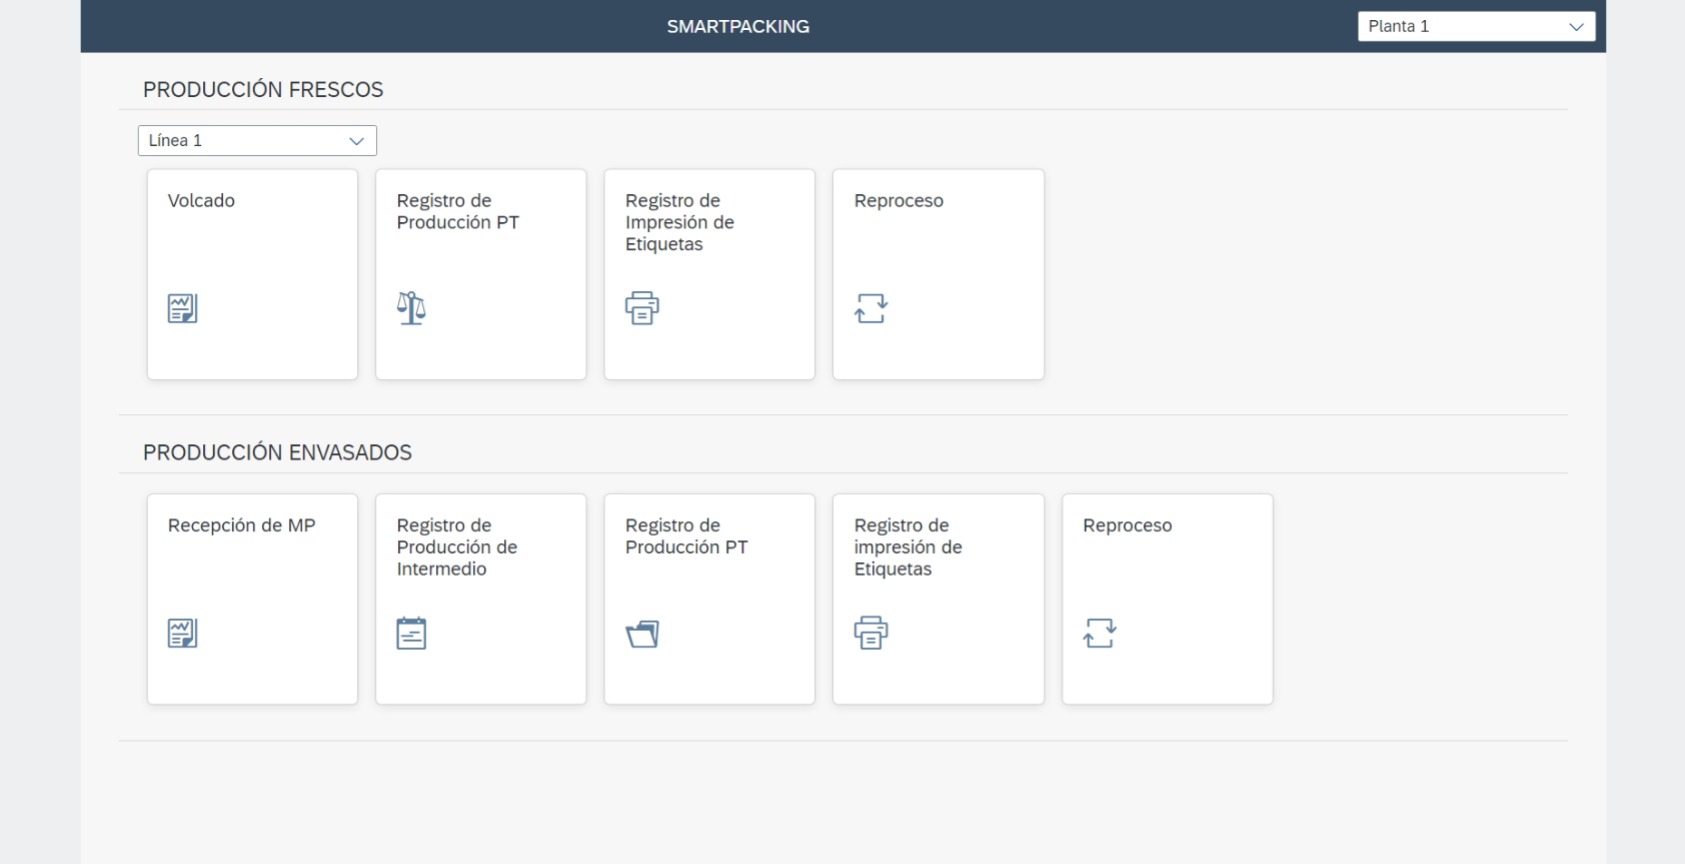 SMARTPACKING
Planta 1
PRODUCCIÓN FRESCOS
Línea 1
Volcado
Registro de
Producción PT
Registro de
Impresión de
Etiquetas
Reproceso
PRODUCCIÓN ENVASADOS
Recepción de MP
Registro de
Producción de
Intermedio
Registro de
Producción PT
Registro de
impresión de
Etiquetas
Reproceso